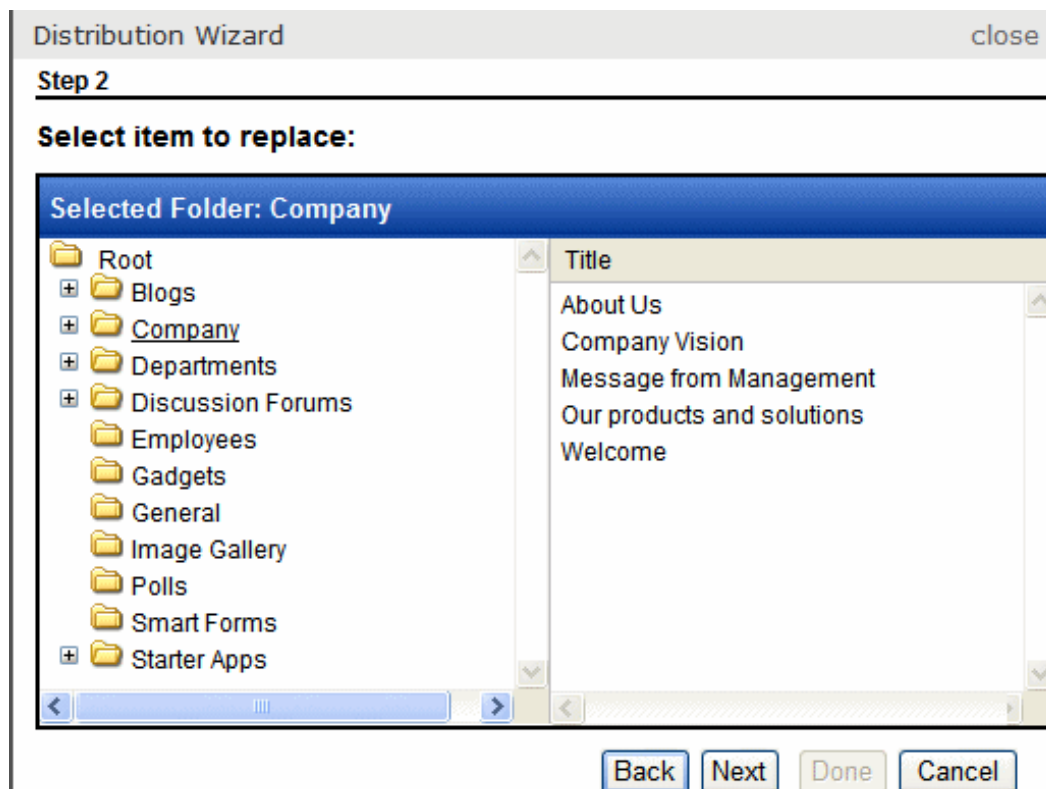 Distribution Wizard close
Step 2
Select item to replace:
Selected Folder: Company
Root
Blogs
Company
Departments
Discussion Forums
Employees
Gadgets
General
Image Gallery
Polls
Smart Forms
Starter Apps
Title
About Us
Company Vision
Message from Management
Our products and solutions
Welcome
Back Next Done Cancel